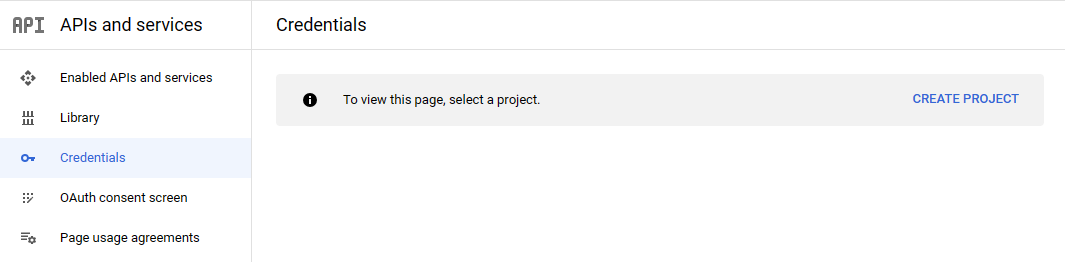 API APIs and services
Credentials
Enabled APIs and services
Library
Credentials
OAuth consent screen
Page usage agreements
To view this page, select a project.
CREATE PROJECT